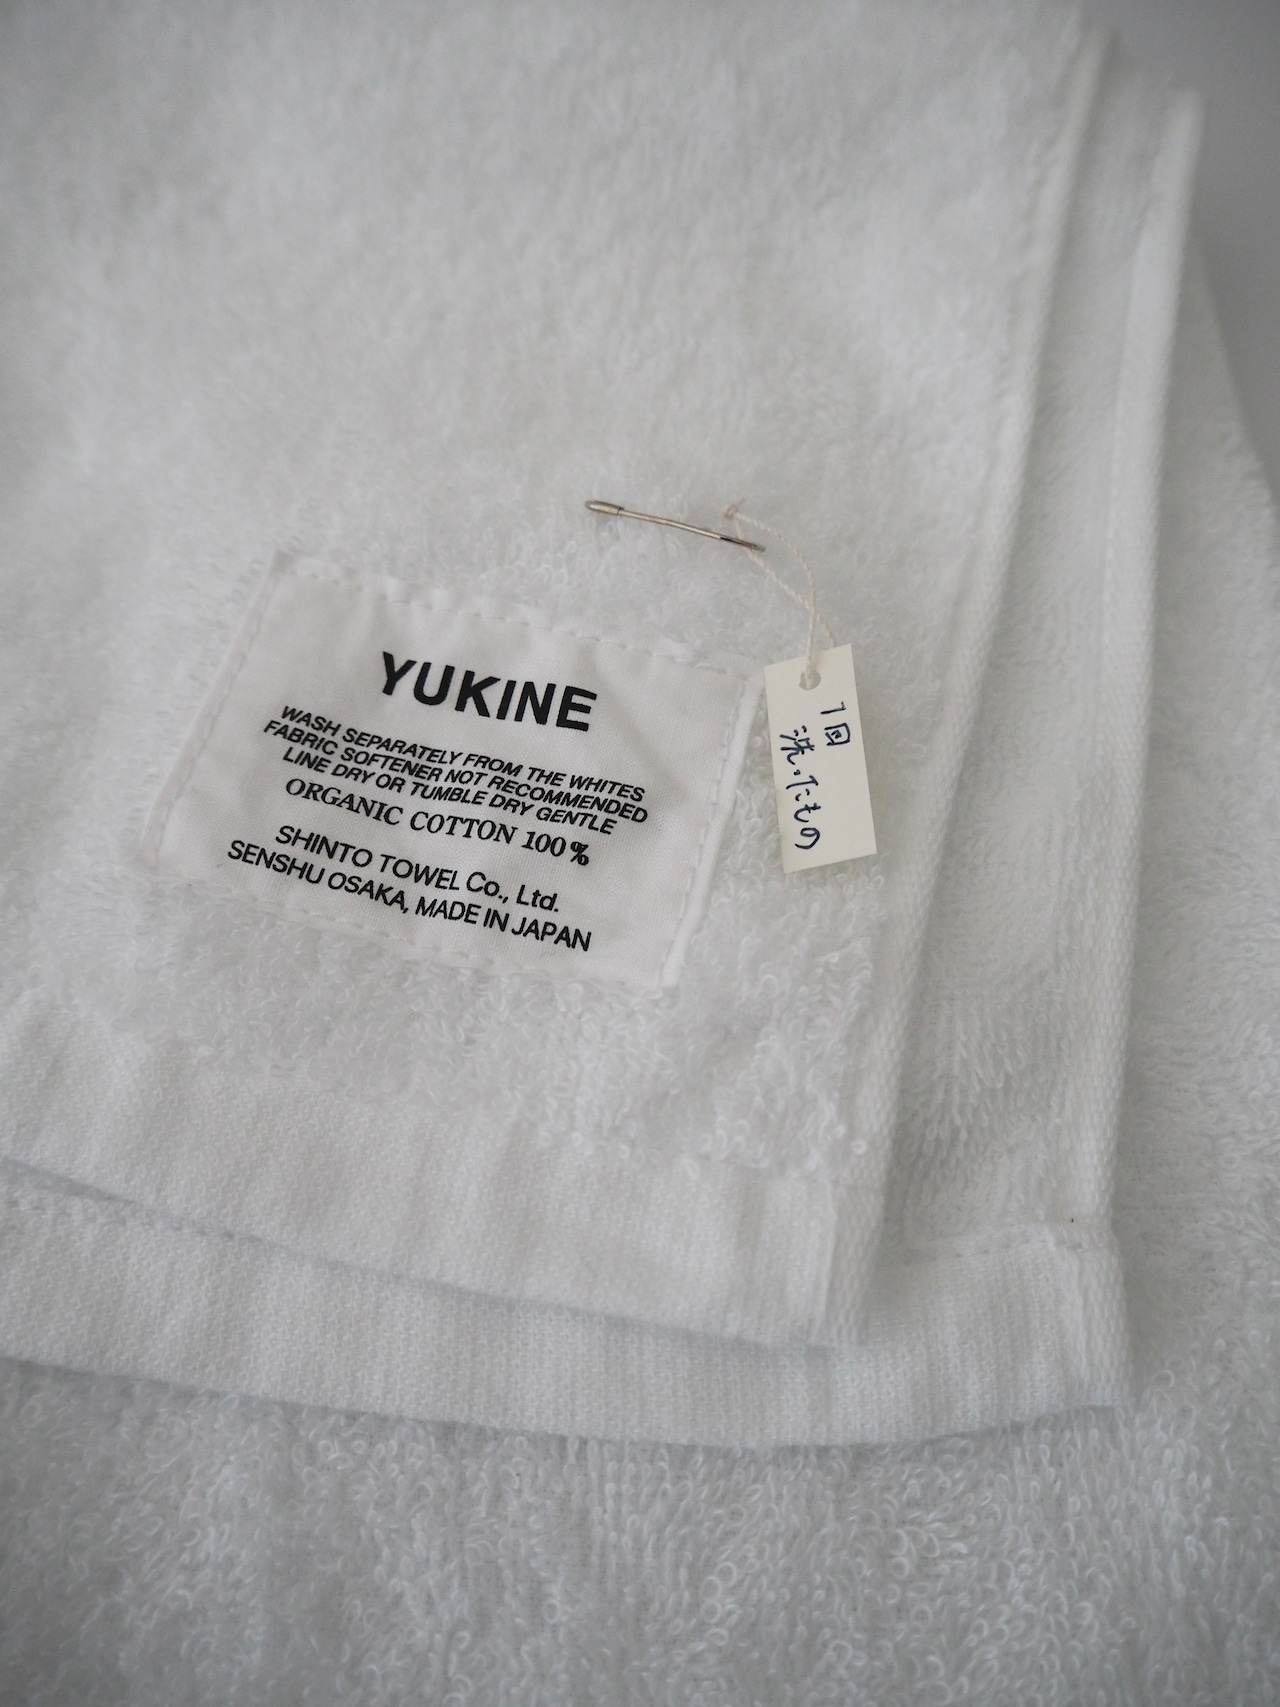 YUKINE
WASH SEPARATELY FROM THE WHITES
FABRIC SOFTENER NOT RECOMMENDED
LINE DRY OR TUMBLE DRY GENTLE
ORGANIC COTTON 100%
SHINTO TOWEL Co., Ltd.
SENSHU OSAKA, MADE IN JAPAN
1回
洗ったもの